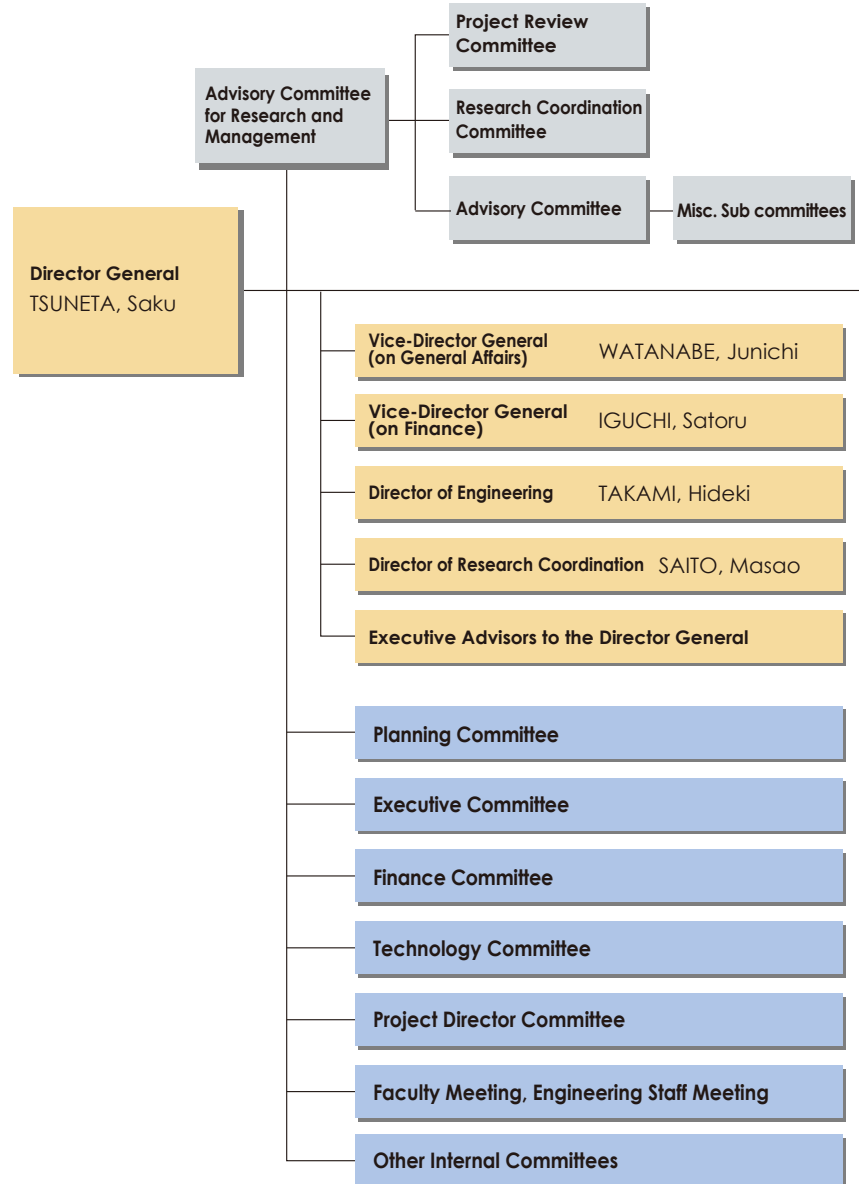 Project Review
Committee
Advisory Committee
for Research and
Management
Research Coordination
Committee
Advisory Committee
Misc. Sub committees
Director General
TSUNETA, Saku
Vice-Director General
(on General Affairs)
WATANABE, Junichi
Vice-Director General
(on Finance)
IGUCHI, Satoru
Director of Engineering
TAKAMI, Hideki
Director of Research Coordination
SAITO, Masao
Executive Advisors to the Director General
Planning Committee
Executive Committee
Finance Committee
Technology Committee
Project Director Committee
Faculty Meeting, Engineering Staff Meeting
Other Internal Committees